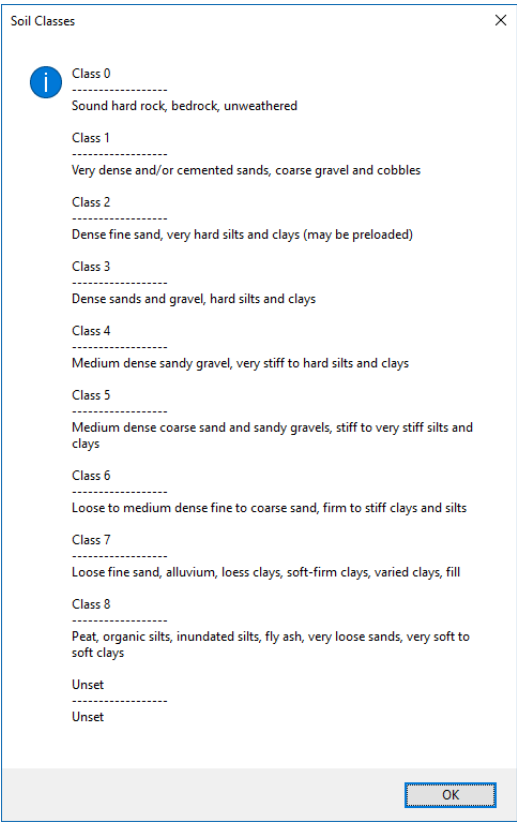 Soil Classes
Class 0
------------------
Sound hard rock, bedrock, unweathered
Class 1
------------------
Very dense and/or cemented sands, coarse gravel and cobbles
Class 2
------------------
Dense fine sand, very hard silts and clays (may be preloaded)
Class 3
------------------
Dense sands and gravel, hard silts and clays
Class 4
------------------
Medium dense sandy gravel, very stiff to hard silts and clays
Class 5
------------------
Medium dense coarse sand and sandy gravels, stiff to very stiff silts and
clays
Class 6
------------------
Loose to medium dense fine to coarse sand, firm to stiff clays and silts
Class 7
------------------
Loose fine sand, alluvium, loess clays, soft-firm clays, varied clays, fill
Class 8
------------------
Peat, organic silts, inundated silts, fly ash, very loose sands, very soft to
soft clays
Unset
------------------
Unset
OK